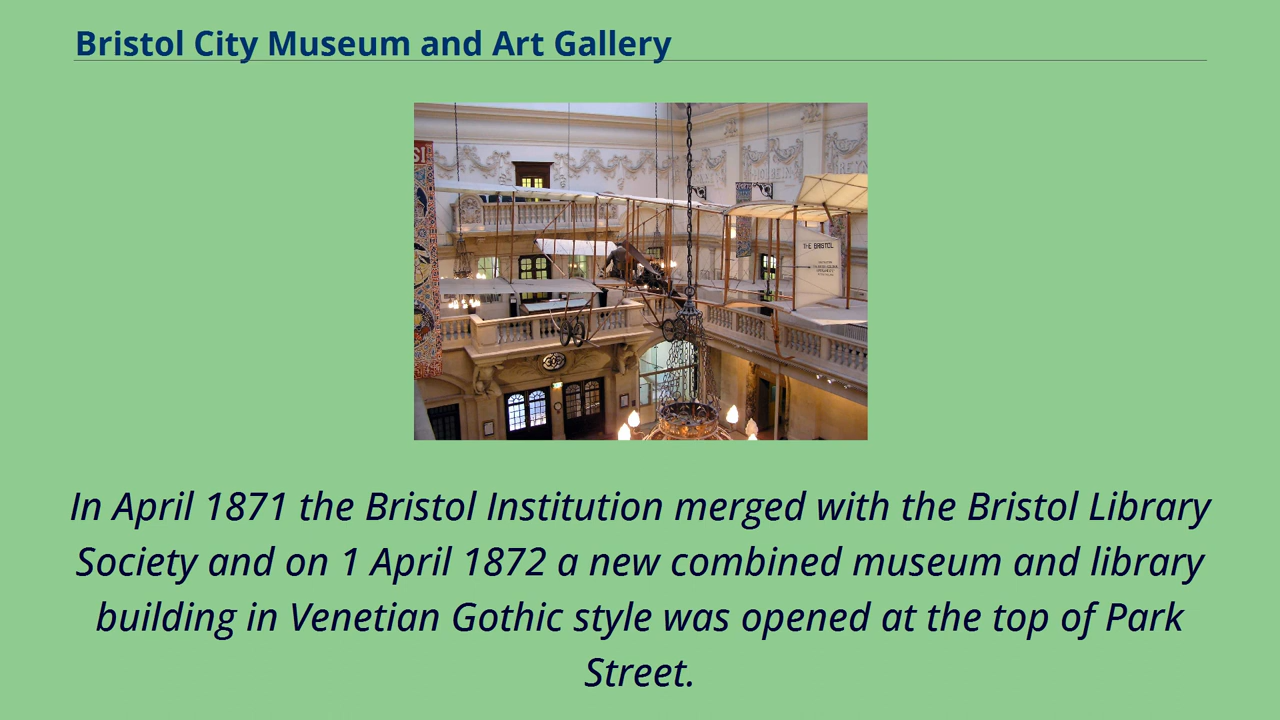 Bristol City Museum and Art Gallery
SI
THE BRISTOL
In April 1871 the Bristol Institution merged with the Bristol Library
Society and on 1 April 1872 a new combined museum and library
building in Venetian Gothic style was opened at the top of Park
Street.